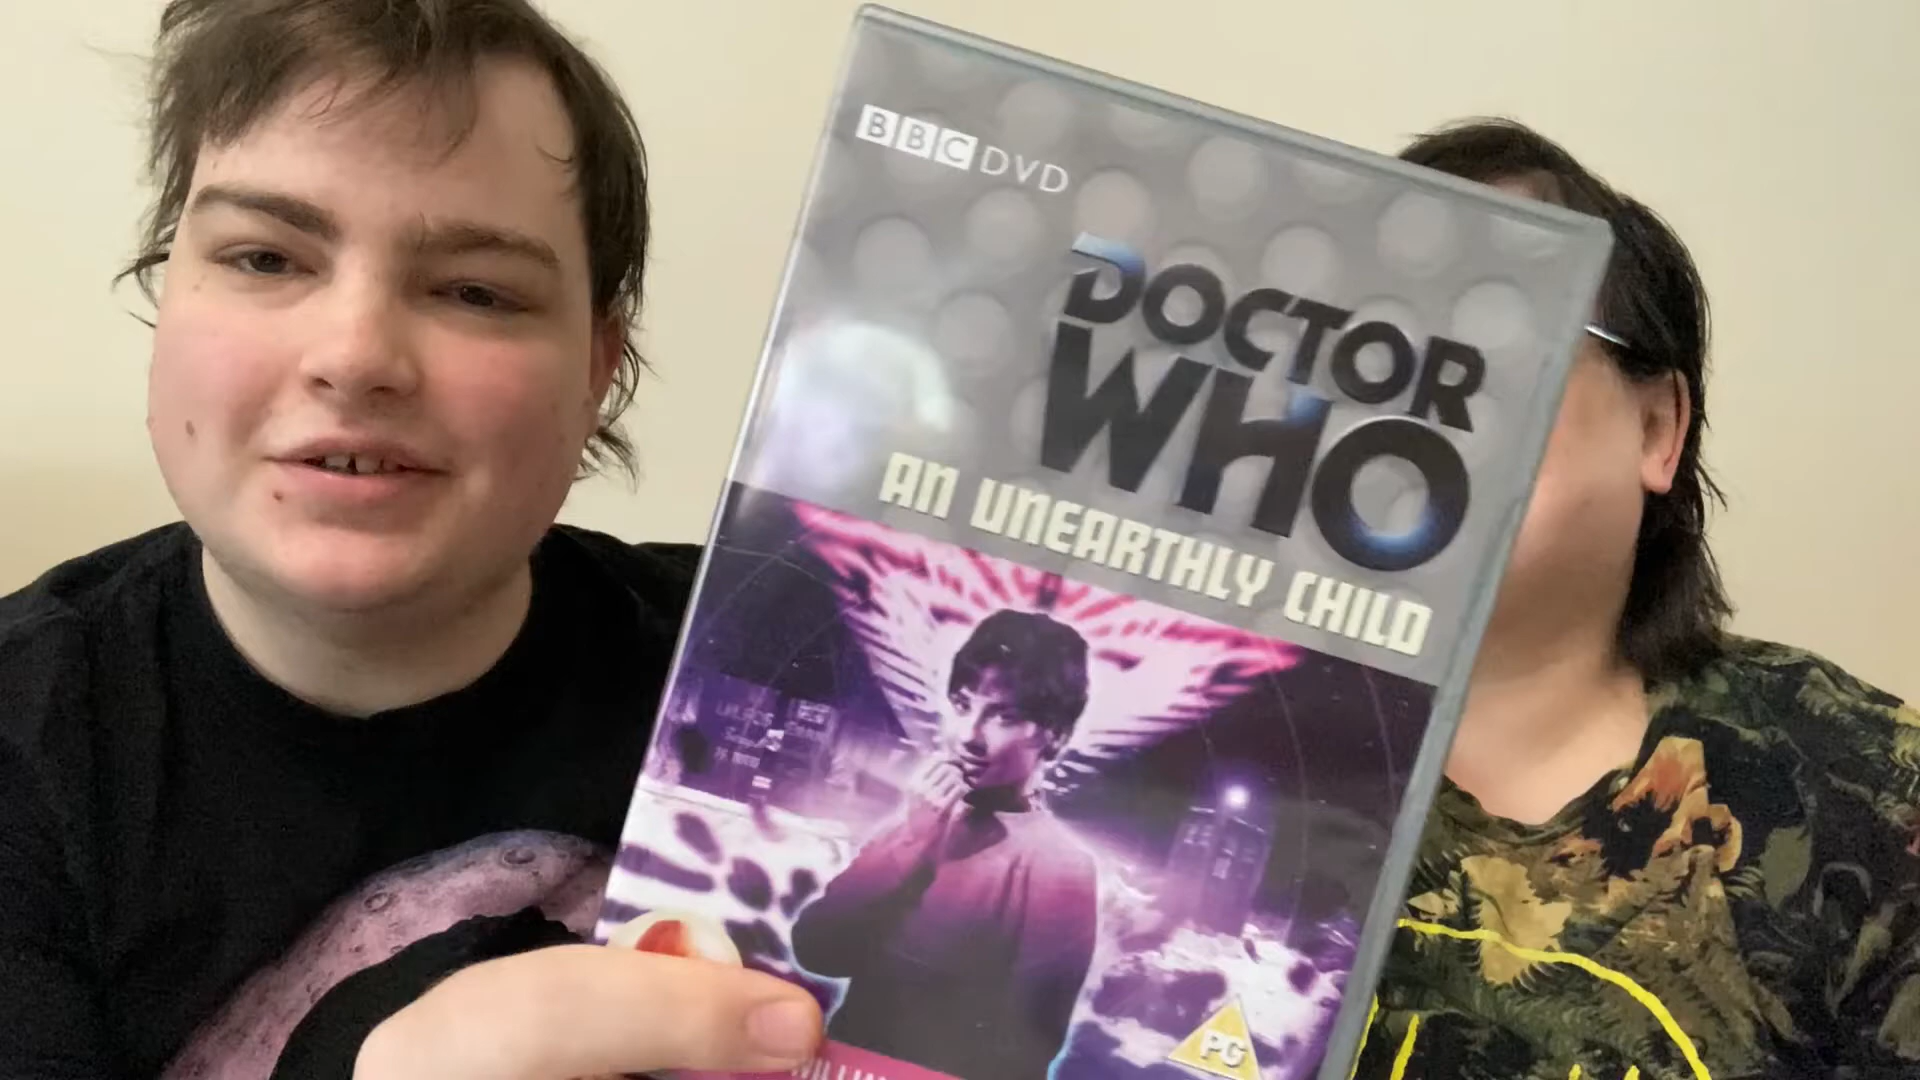 BBC DVD
DOCTOR
WHO
AN UNEARTHLY CHILD
PG